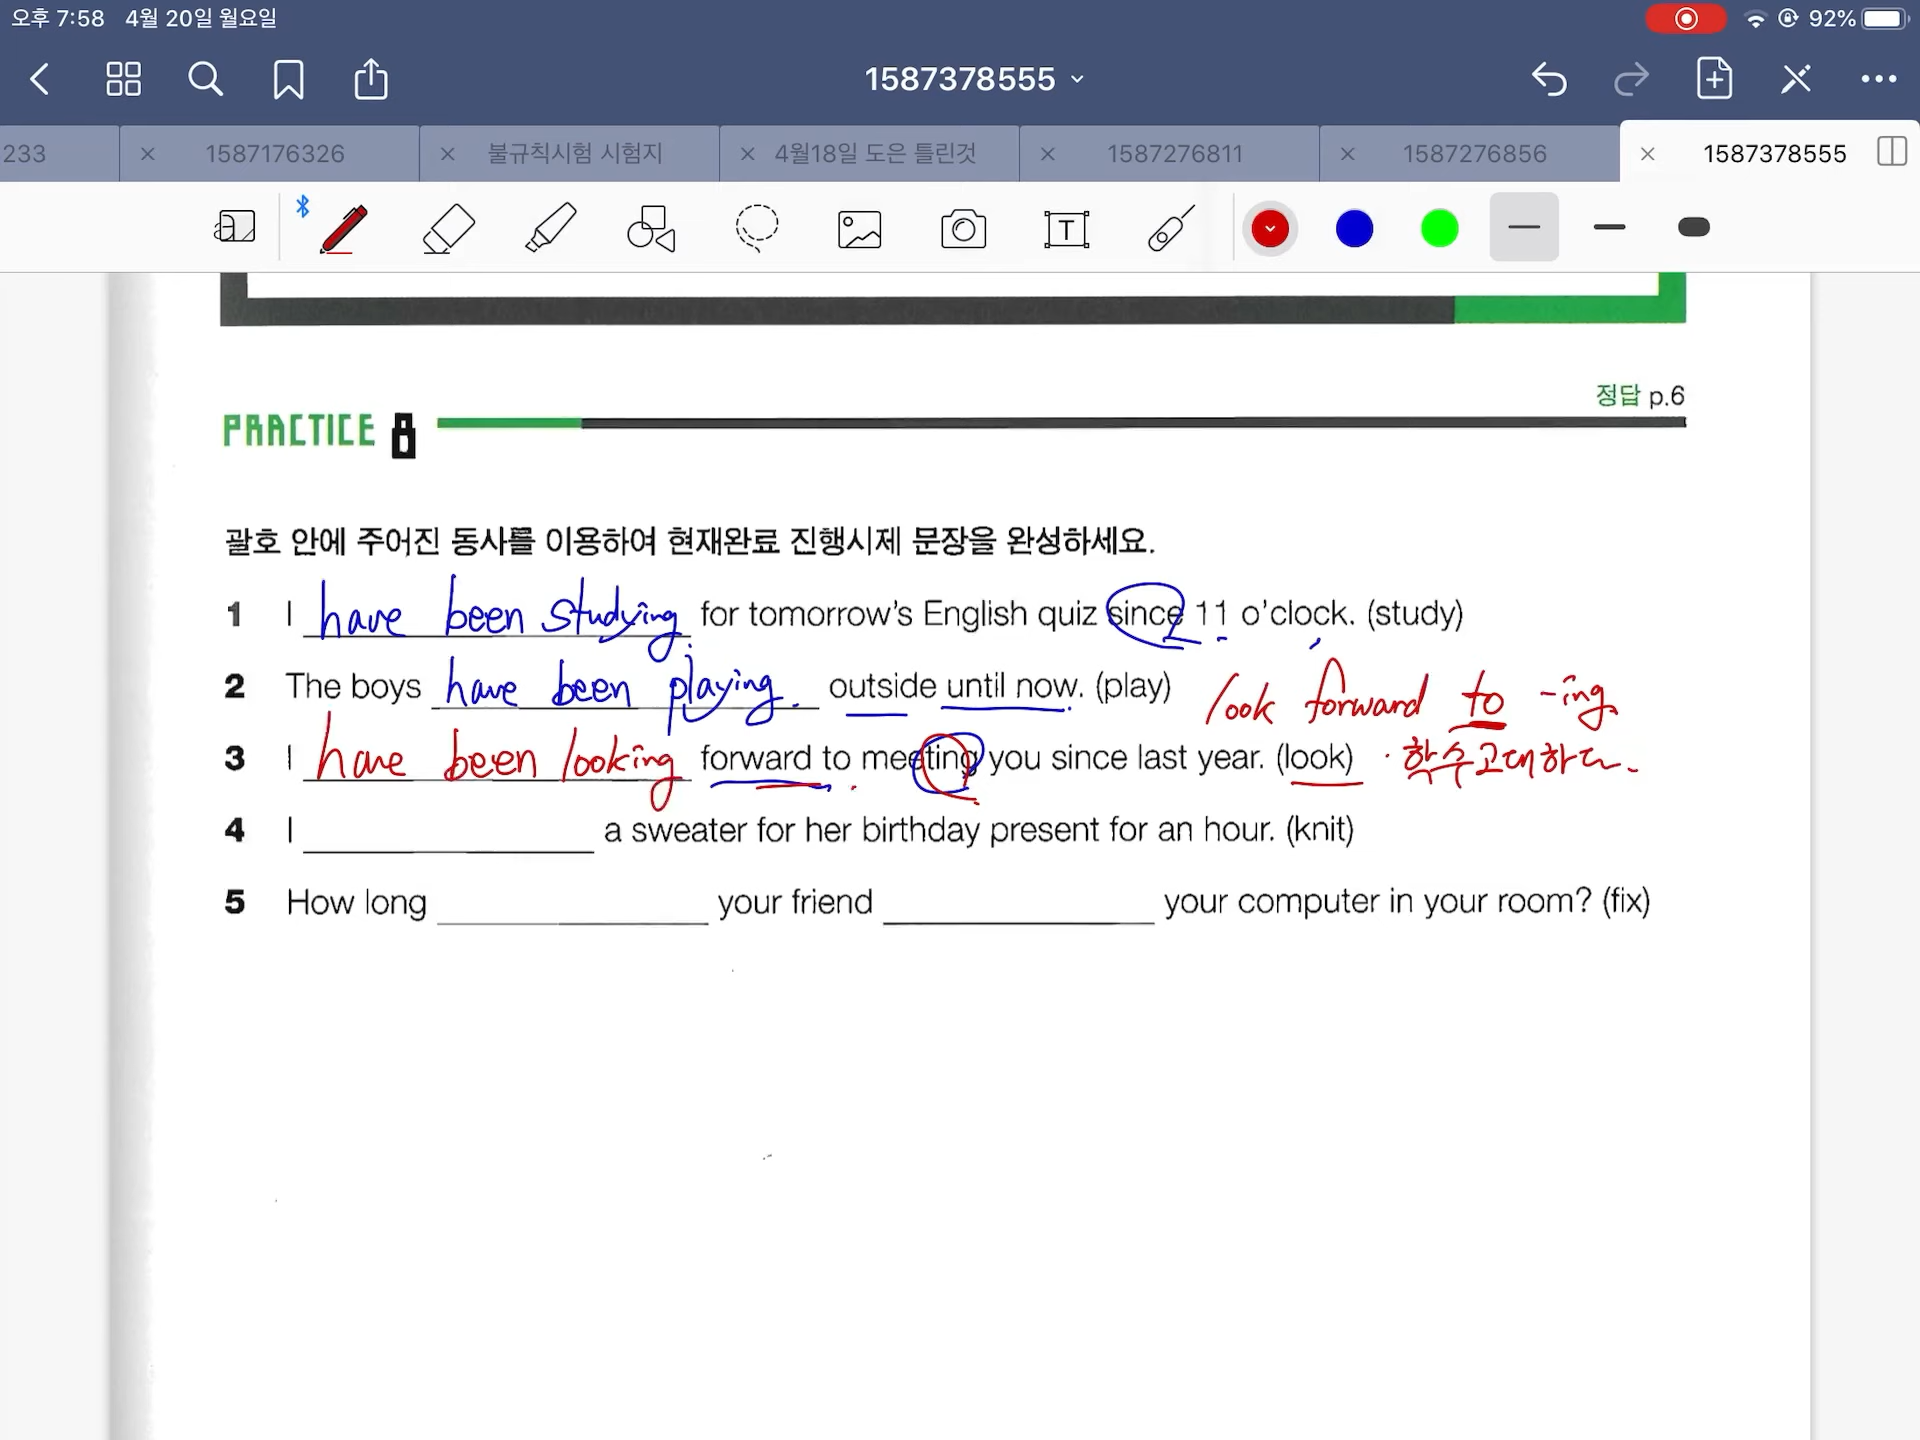 오후 7:58 4월 20일 월요일 92%
1587378555
233 1587176326 불규칙시험 시험지 4월18일 도은 틀린것 1587276811 1587276856 1587378555
정답 p.6
PRACTICE 8
괄호 안에 주어진 동사를 이용하여 현재완료 진행시제 문장을 완성하세요.
1 I have been studying for tomorrow's English quiz since 11 o'clock. (study)
2 The boys have been playing. outside until now. (play) look forward to -ing
3 I have been looking forward to meeting you since last year. (look) · 학수고대하다.
4 I ____ a sweater for her birthday present for an hour. (knit)
5 How long ____ your friend ____ your computer in your room? (fix)